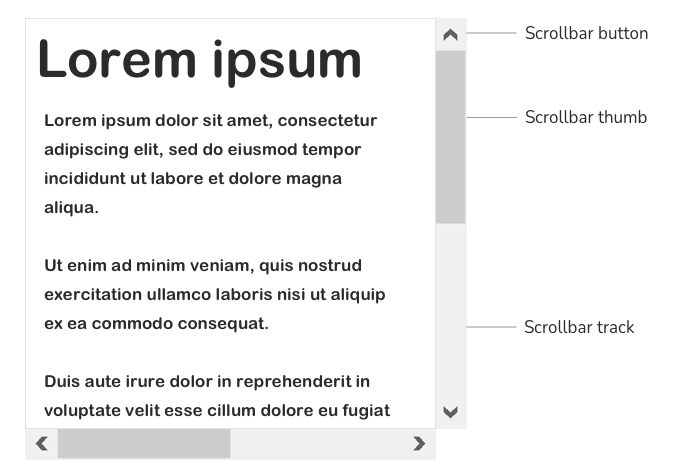 Lorem ipsum
Lorem ipsum dolor sit amet, consectetur
adipiscing elit, sed do eiusmod tempor
incididunt ut labore et dolore magna
aliqua.
Ut enim ad minim veniam, quis nostrud
exercitation ullamco laboris nisi ut aliquip
ex ea commodo consequat.
Duis aute irure dolor in reprehenderit in
voluptate velit esse cillum dolore eu fugiat
Scrollbar button
Scrollbar thumb
Scrollbar track